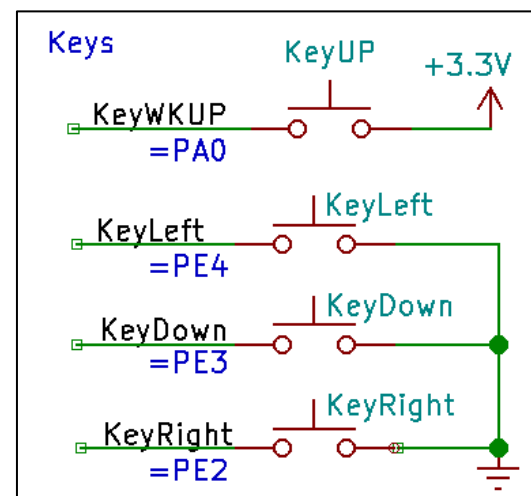 Keys
KeyUP
+3.3V
KeyWKUP
=PA0
KeyLeft
KeyLeft
=PE4
KeyDown
KeyDown
=PE3
KeyRight
KeyRight
=PE2